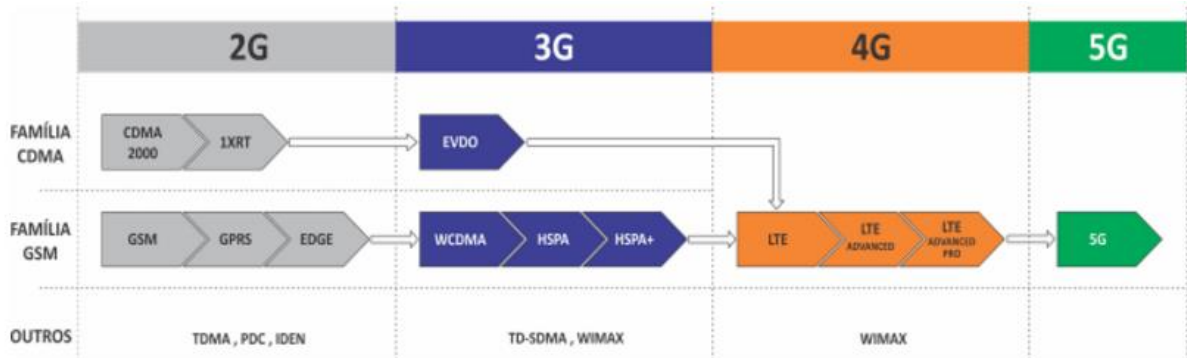 2G 3G 4G 5G
FAMÍLIA
CDMA
CDMA
2000
1XRT
EVDO
FAMÍLIA
GSM
GSM
GPRS
EDGE
WCDMA
HSPA
HSPA+
LTE
LTE
ADVANCED
LTE
ADVANCED
PRO
5G
OUTROS
TDMA , PDC , IDEN
TD-SDMA , WIMAX
WIMAX